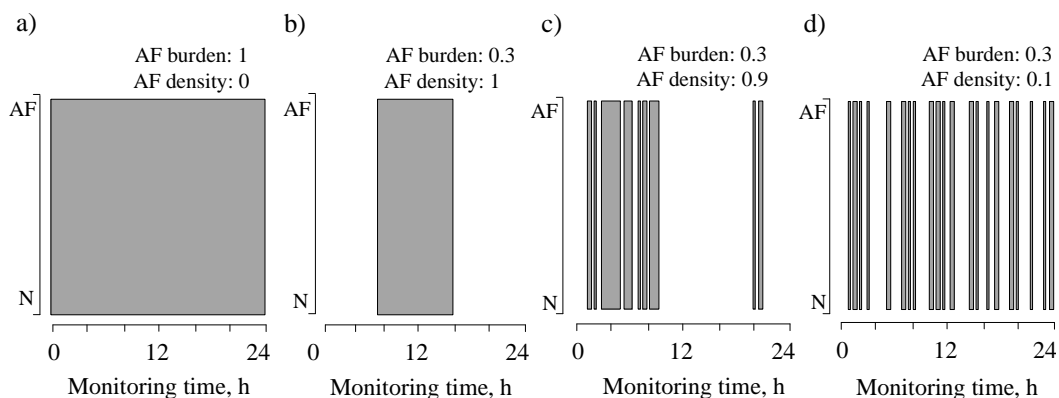 a)
AF burden: 1
AF density: 0
AF
N
0 12 24
Monitoring time, h
b)
AF burden: 0.3
AF density: 1
AF
N
0 12 24
Monitoring time, h
c)
AF burden: 0.3
AF density: 0.9
AF
N
0 12 24
Monitoring time, h
d)
AF burden: 0.3
AF density: 0.1
AF
N
0 12 24
Monitoring time, h